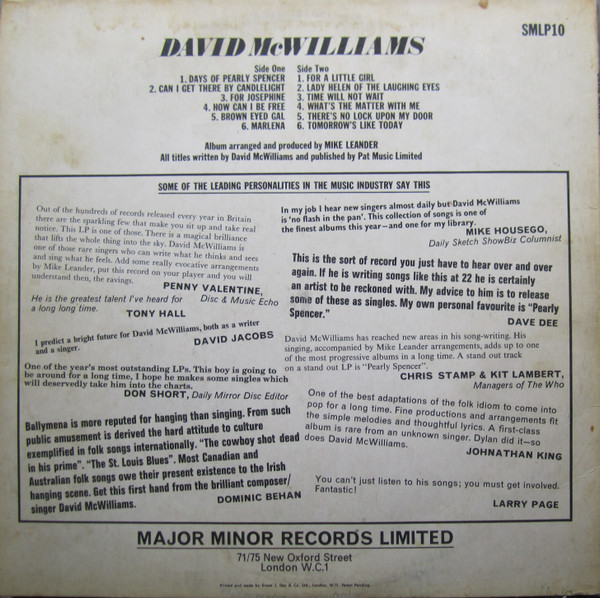 SMLP10
DAVID McWILLIAMS
Side One
1. DAYS OF PEARLY SPENCER
2. CAN I GET THERE BY CANDLELIGHT
3. FOR JOSEPHINE
4. HOW CAN I BE FREE
5. BROWN EYED GAL
6. MARLENA
Side Two
1. FOR A LITTLE GIRL
2. LADY HELEN OF THE LAUGHING EYES
3. TIME WILL NOT WAIT
4. WHAT'S THE MATTER WITH ME
5. THERE'S NO LOCK UPON MY DOOR
6. TOMORROW'S LIKE TODAY
Album arranged and produced by MIKE LEANDER
All titles written by David McWilliams and published by Pat Music Limited
SOME OF THE LEADING PERSONALITIES IN THE MUSIC INDUSTRY SAY THIS
Out of the hundreds of records released every year in Britain
there are the sparkling few that make you sit up and take real
notice. This LP is one of those. There is a magical brilliance
that lifts the whole thing into the sky. David McWilliams is
one of those rare singers who can write what he thinks and sees
and sing what he feels. Add some really evocative arrangements
by Mike Leander, put this record on your player and you will
understand then, the ravings.
PENNY VALENTINE,
Disc & Music Echo
He is the greatest talent I've heard for
a long long time.
TONY HALL
I predict a bright future for David McWilliams, both as a writer
and a singer.
DAVID JACOBS
One of the year's most outstanding LPs. This boy is going to
be around for a long time, I hope he makes some singles which
will deservedly take him into the charts.
DON SHORT, Daily Mirror Disc Editor
Ballymena is more reputed for hanging than singing. From such
public amusement is derived the hard attitude to culture
exemplified in folk songs internationally. "The cowboy shot dead
in his prime". "The St. Louis Blues". Most Canadian and
Australian folk songs owe their present existence to the Irish
hanging scene. Get this first hand from the brilliant composer/
singer David McWilliams.
DOMINIC BEHAN
In my job I hear new singers almost daily but David McWilliams
is 'no flash in the pan'. This collection of songs is one of
the finest albums this year—and one for my library.
MIKE HOUSEGO,
Daily Sketch ShowBiz Columnist
This is the sort of record you just have to hear over and over
again. If he is writing songs like this at 22 he is certainly
an artist to be reckoned with. My advice to him is to release
some of these as singles. My own personal favourite is "Pearly
Spencer."
DAVE DEE
David McWilliams has reached new areas in his song-writing. His
singing, accompanied by Mike Leander arrangements, adds up to one
of the most progressive albums in a long time. A stand out track
on a stand out LP is "Pearly Spencer".
CHRIS STAMP & KIT LAMBERT,
Managers of The Who
One of the best adaptations of the folk idiom to come into
pop for a long time. Fine productions and arrangements fit
the simple melodies and thoughtful lyrics. A first-class
album is rare from an unknown singer. Dylan did it—so
does David McWilliams.
JOHNATHAN KING
You can't just listen to his songs; you must get involved.
Fantastic!
LARRY PAGE
MAJOR MINOR RECORDS LIMITED
71/75 New Oxford Street
London W.C.1
Printed and made by Ernest J. Day & Co. Ltd., London, W.1. Patent Pending.